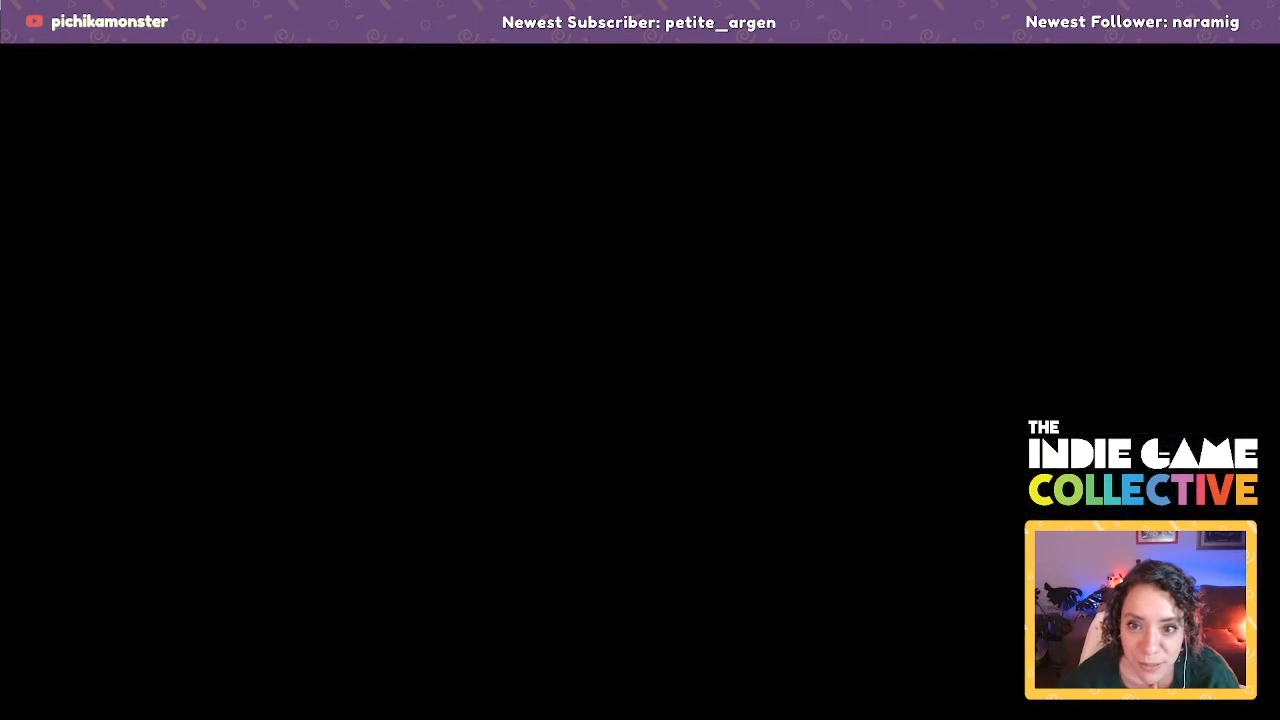 pichikamonster
Newest Subscriber: petite_argen
Newest Follower: naramig
THE
INDIE GAME
COLLECTIVE